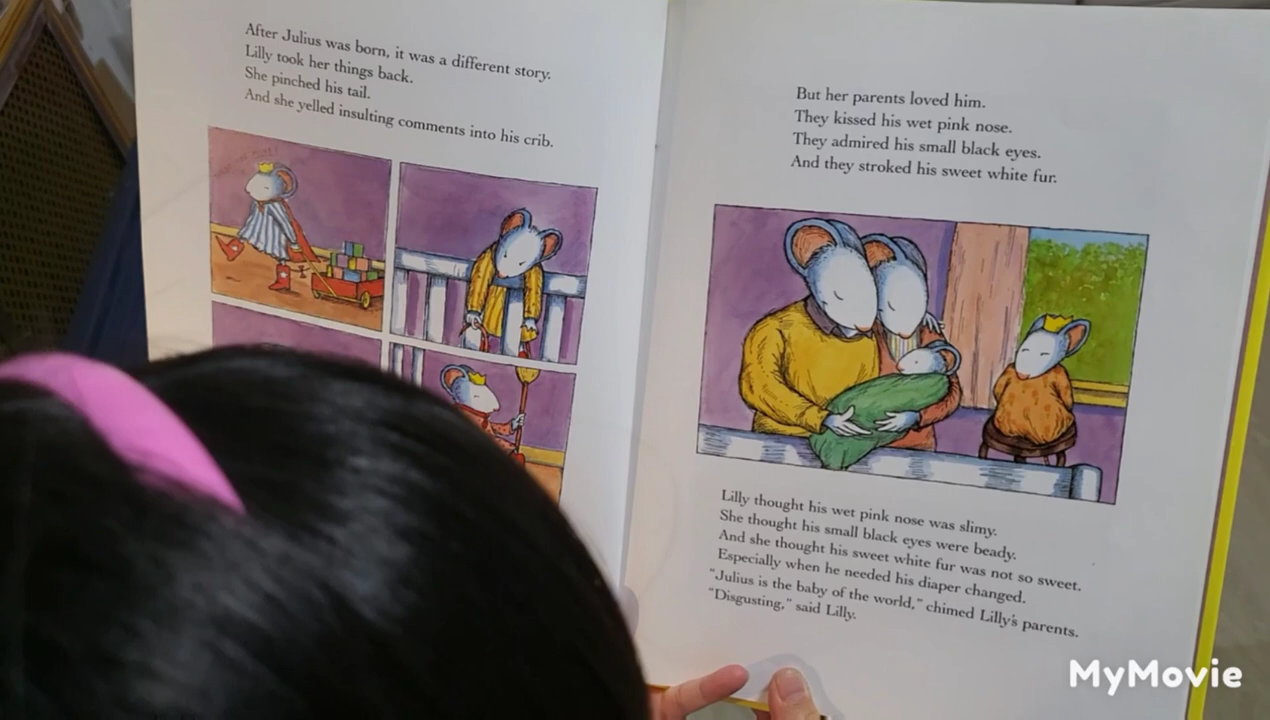 After Julius was born, it was a different story.
Lilly took her things back.
She pinched his tail.
And she yelled insulting comments into his crib.
But her parents loved him.
They kissed his wet pink nose.
They admired his small black eyes.
And they stroked his sweet white fur.
Lilly thought his wet pink nose was slimy.
She thought his small black eyes were beady.
And she thought his sweet white fur was not so sweet.
Especially when he needed his diaper changed.
"Julius is the baby of the world," chimed Lilly's parents.
"Disgusting," said Lilly.
MyMovie